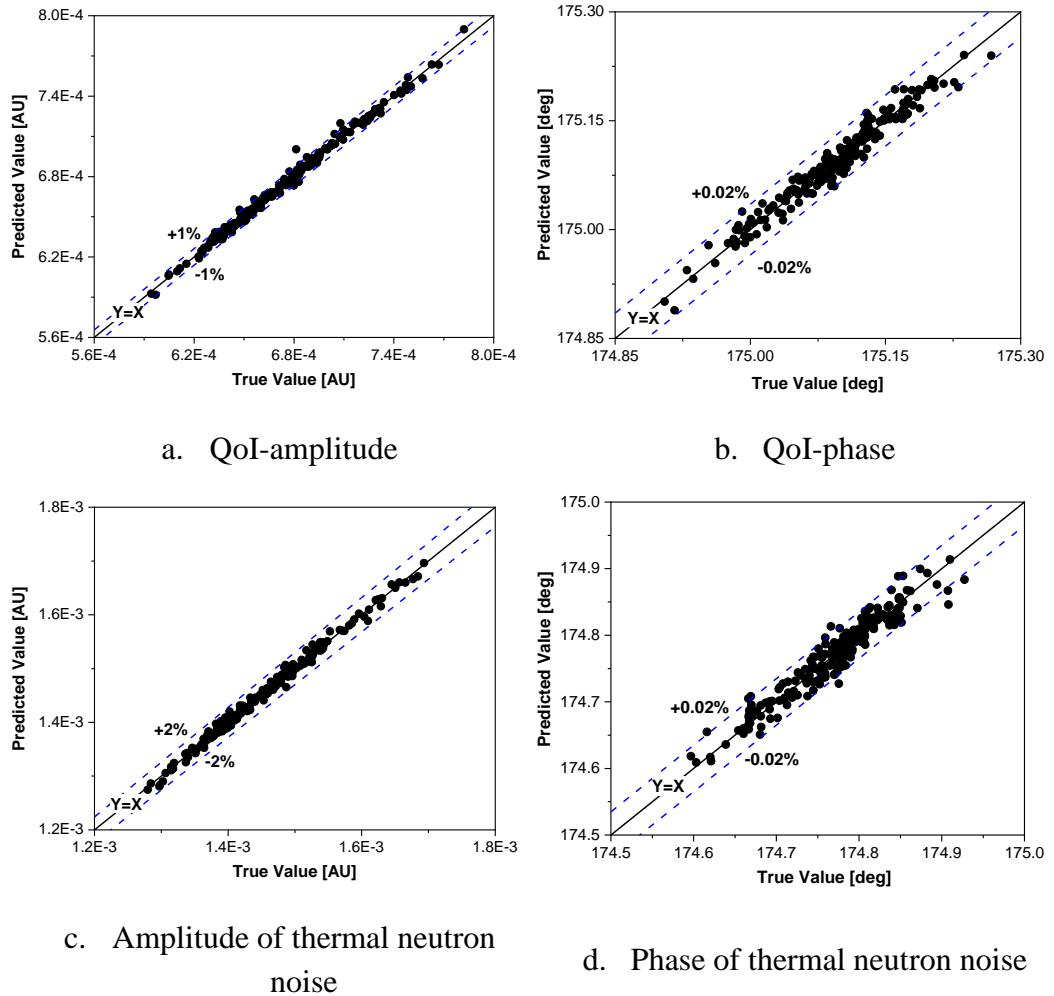 8.0E-4
7.4E-4
6.8E-4
6.2E-4
5.6E-4
Predicted Value [AU]
+1%
-1%
Y=X
5.6E-4 6.2E-4 6.8E-4 7.4E-4 8.0E-4
True Value [AU]
a. QoI-amplitude
175.30
175.15
175.00
174.85
Predicted Value [deg]
+0.02%
-0.02%
Y=X
174.85 175.00 175.15 175.30
True Value [deg]
b. QoI-phase
1.8E-3
1.6E-3
1.4E-3
1.2E-3
Predicted Value [AU]
+2%
-2%
Y=X
1.2E-3 1.4E-3 1.6E-3 1.8E-3
True Value [AU]
c. Amplitude of thermal neutron
noise
175.0
174.9
174.8
174.7
174.6
174.5
Predicted Value [deg]
+0.02%
-0.02%
Y=X
174.5 174.6 174.7 174.8 174.9 175.0
True Value [deg]
d. Phase of thermal neutron noise